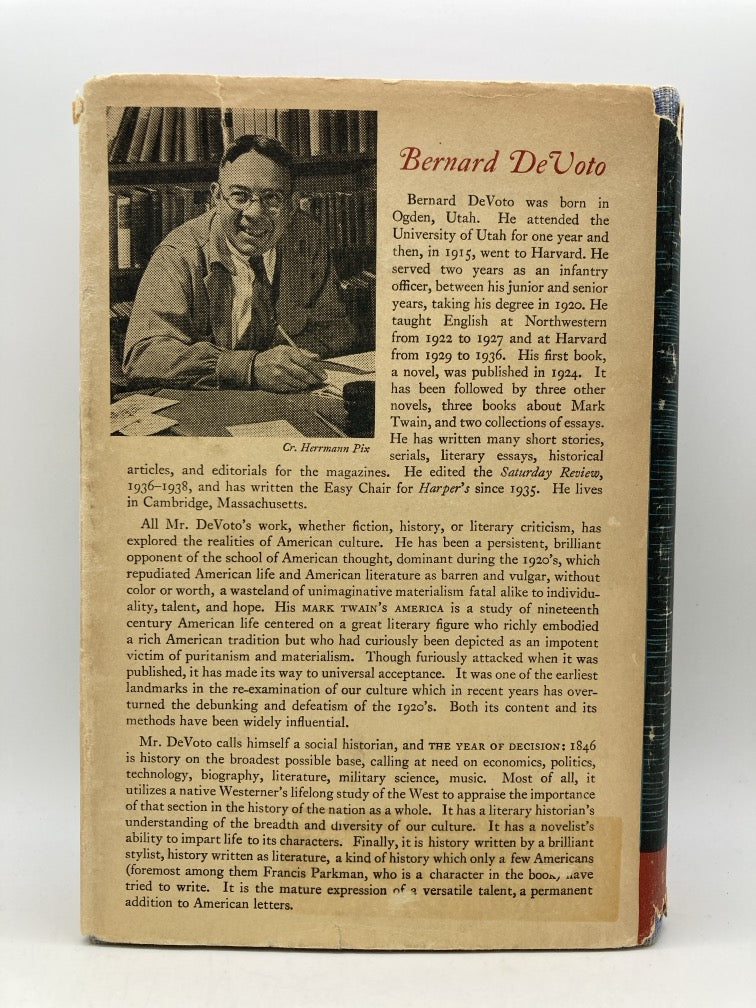 Bernard DeVoto
Bernard DeVoto was born in
Ogden, Utah. He attended the
University of Utah for one year and
then, in 1915, went to Harvard. He
served two years as an infantry
officer, between his junior and senior
years, taking his degree in 1920. He
taught English at Northwestern
from 1922 to 1927 and at Harvard
from 1929 to 1936. His first book,
a novel, was published in 1924. It
has been followed by three other
novels, three books about Mark
Twain, and two collections of essays.
He has written many short stories,
Cr. Herrmann Pix
serials, literary essays, historical
articles, and editorials for the magazines. He edited the Saturday Review,
1936–1938, and has written the Easy Chair for Harper's since 1935. He lives
in Cambridge, Massachusetts.
All Mr. DeVoto's work, whether fiction, history, or literary criticism, has
explored the realities of American culture. He has been a persistent, brilliant
opponent of the school of American thought, dominant during the 1920's, which
repudiated American life and American literature as barren and vulgar, without
color or worth, a wasteland of unimaginative materialism fatal alike to individu-
ality, talent, and hope. His MARK TWAIN'S AMERICA is a study of nineteenth
century American life centered on a great literary figure who richly embodied
a rich American tradition but who had curiously been depicted as an impotent
victim of puritanism and materialism. Though furiously attacked when it was
published, it has made its way to universal acceptance. It was one of the earliest
landmarks in the re-examination of our culture which in recent years has over-
turned the debunking and defeatism of the 1920's. Both its content and its
methods have been widely influential.
Mr. DeVoto calls himself a social historian, and THE YEAR OF DECISION: 1846
is history on the broadest possible base, calling at need on economics, politics,
technology, biography, literature, military science, music. Most of all, it
utilizes a native Westerner's lifelong study of the West to appraise the importance
of that section in the history of the nation as a whole. It has a literary historian's
understanding of the breadth and diversity of our culture. It has a novelist's
ability to impart life to its characters. Finally, it is history written by a brilliant
stylist, history written as literature, a kind of history which only a few Americans
(foremost among them Francis Parkman, who is a character in the book) have
tried to write. It is the mature expression of a versatile talent, a permanent
addition to American letters.